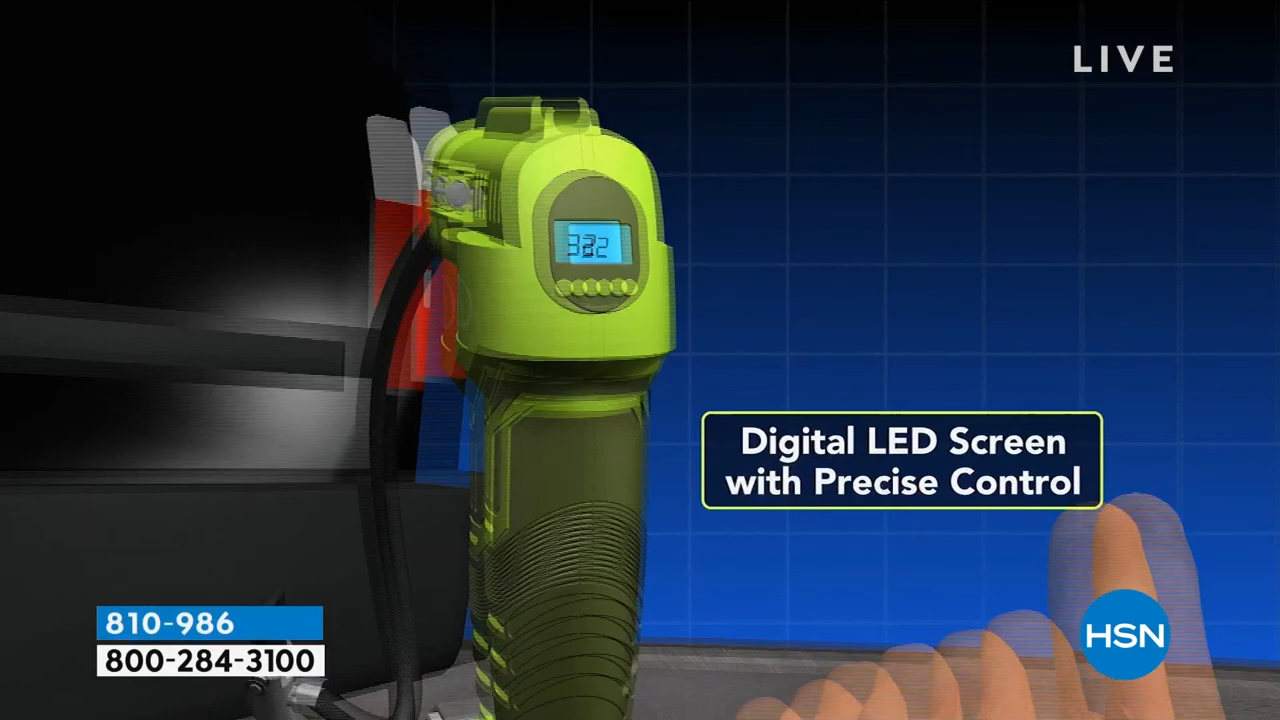 LIVE
Digital LED Screen
with Precise Control
810-986
800-284-3100
HSN